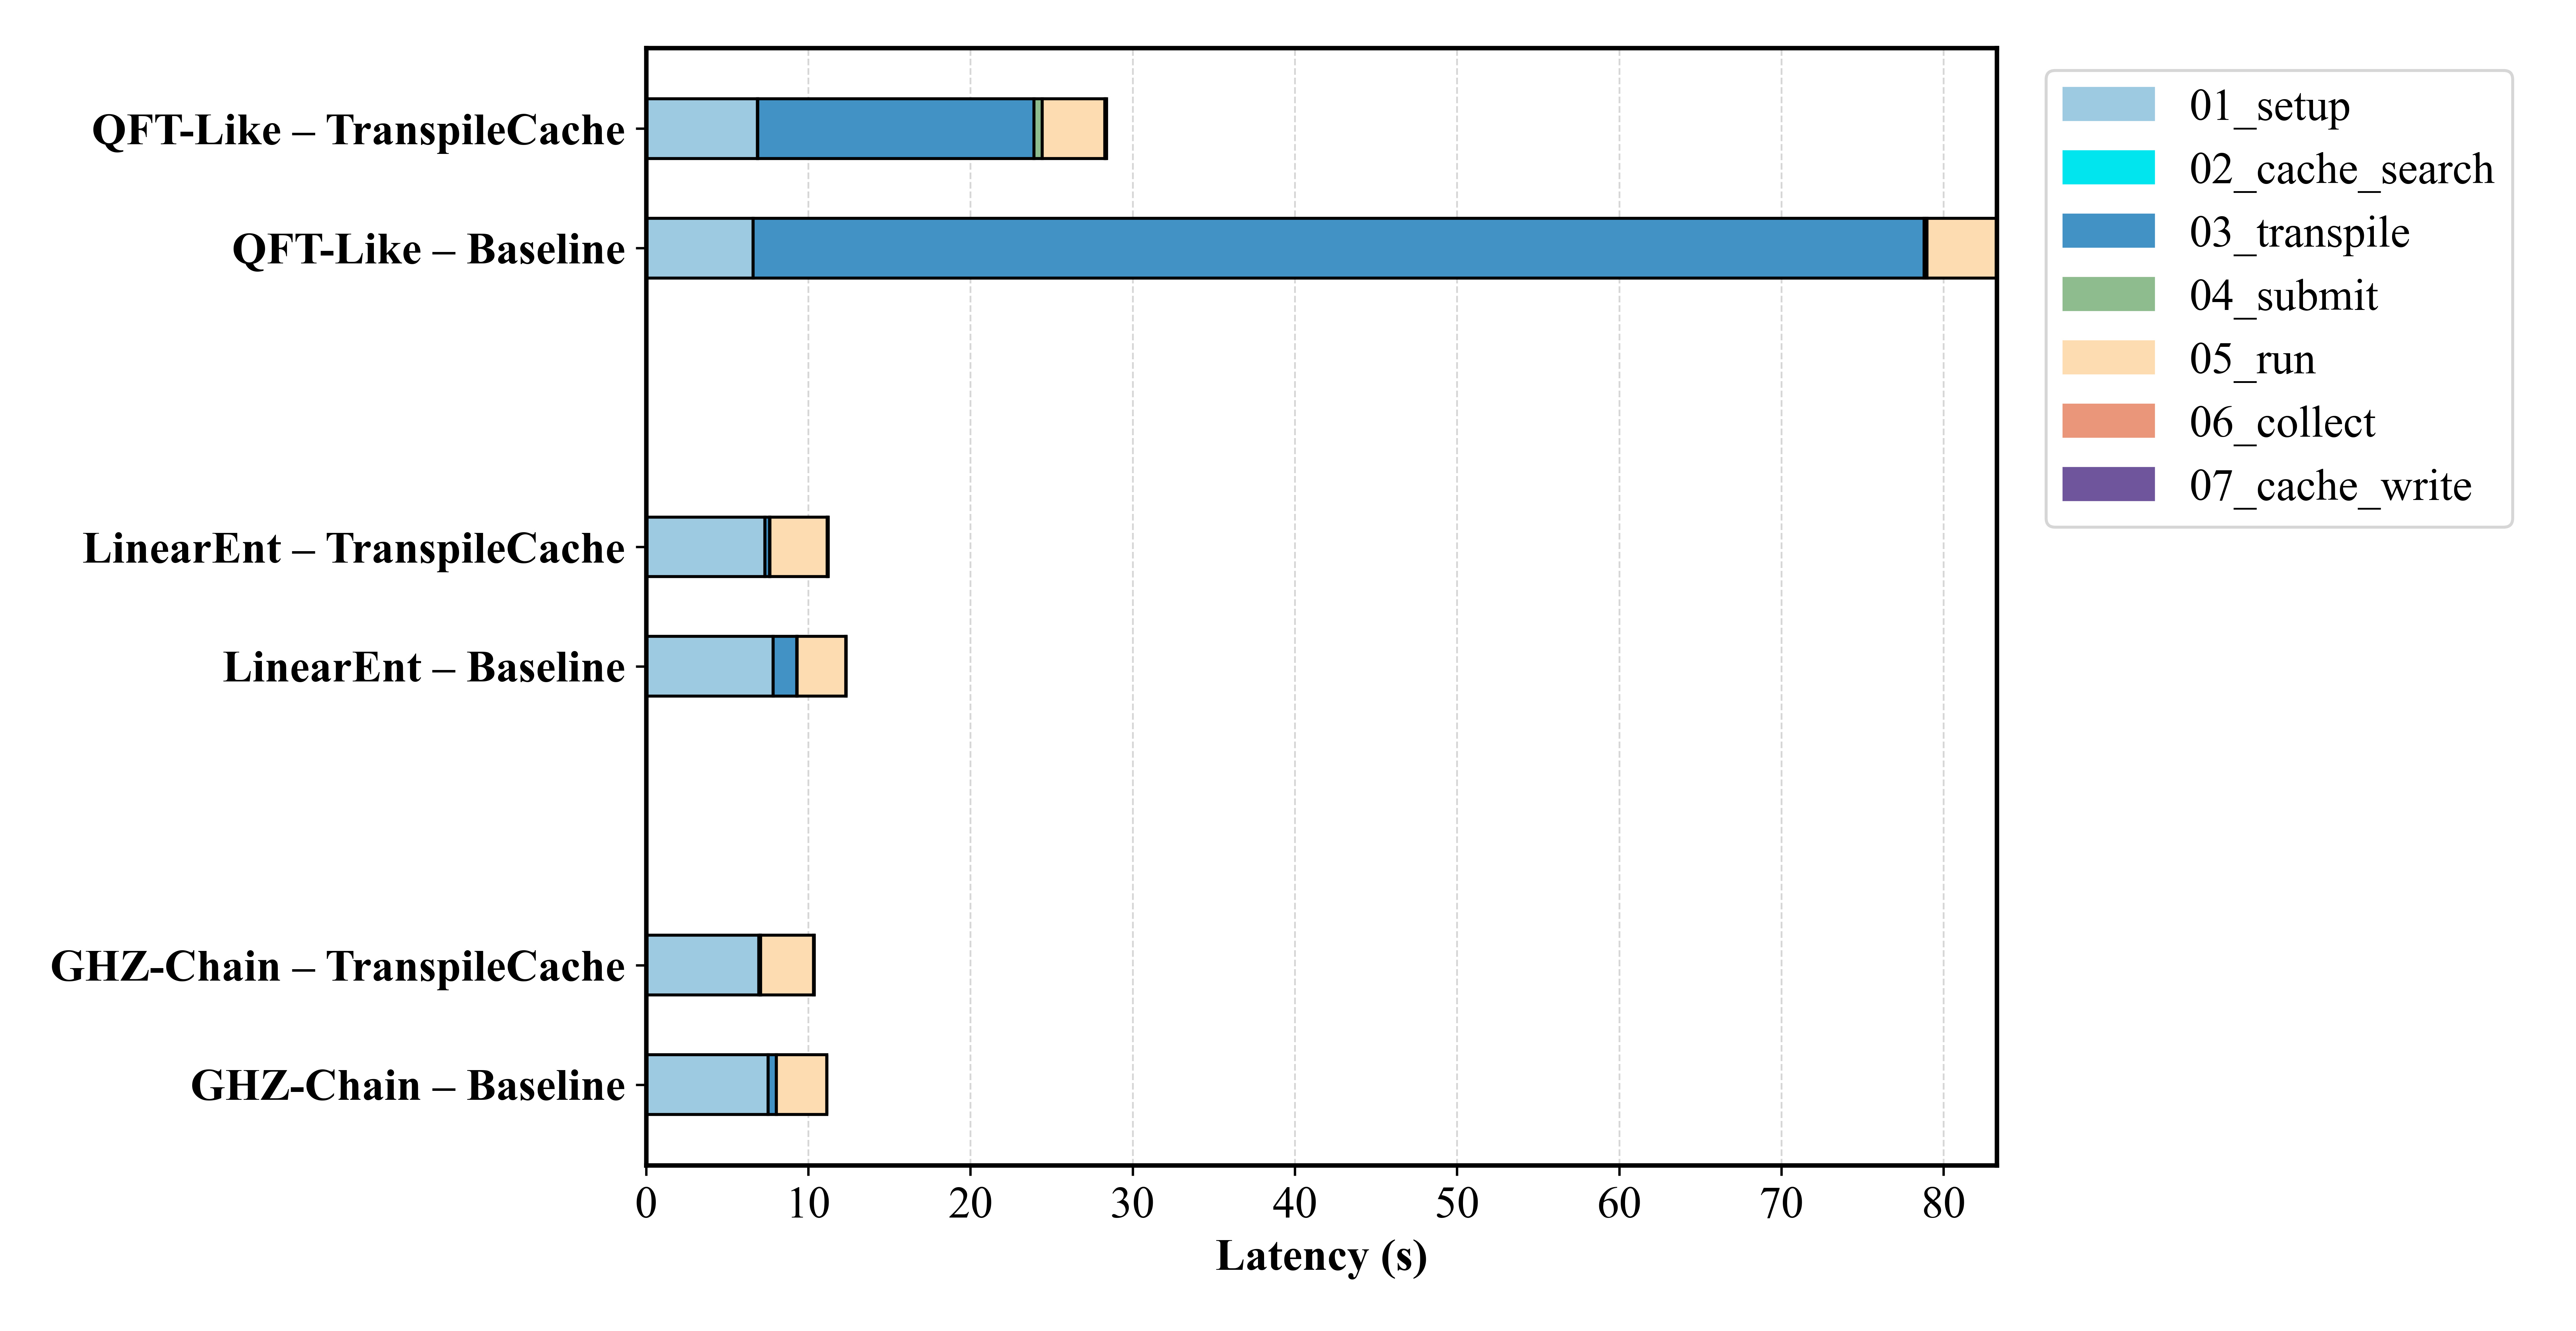 QFT-Like – TranspileCache
QFT-Like – Baseline
LinearEnt – TranspileCache
LinearEnt – Baseline
GHZ-Chain – TranspileCache
GHZ-Chain – Baseline
0 10 20 30 40 50 60 70 80
Latency (s)
01_setup
02_cache_search
03_transpile
04_submit
05_run
06_collect
07_cache_write